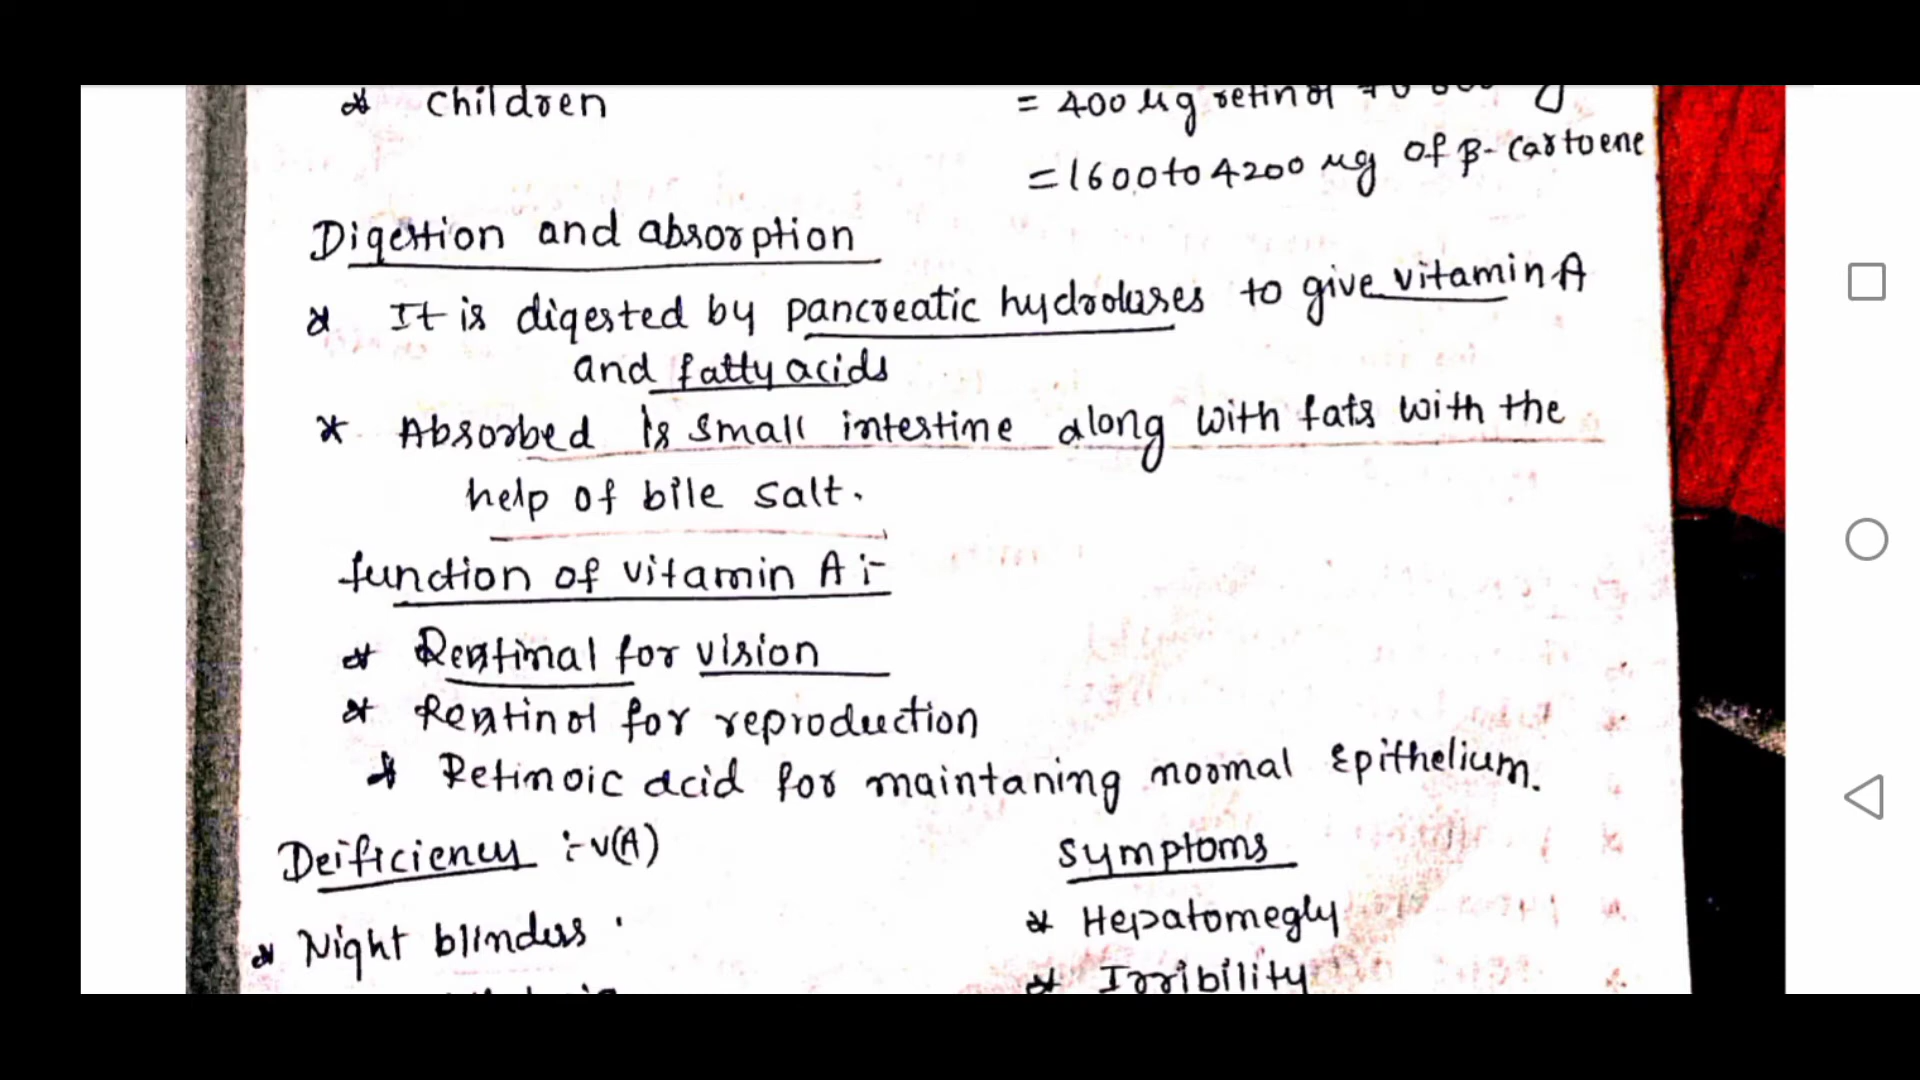 * Children = 400 μg retinol
= 1600 to 4200 μg of β-cartoene
Digestion and absorption
* It is digested by pancreatic hydrolases to give vitamin A
and fatty acids
* Absorbed is small intestine along with fats with the
help of bile salt.
function of vitamin A :-
* Rentinal for vision
* Rentinol for reproduction
* Retinoic acid for maintaning normal Epithelium.
Deificiency :- v(A) Symptoms
* Night blindess * Hepatomegly
* Irribility